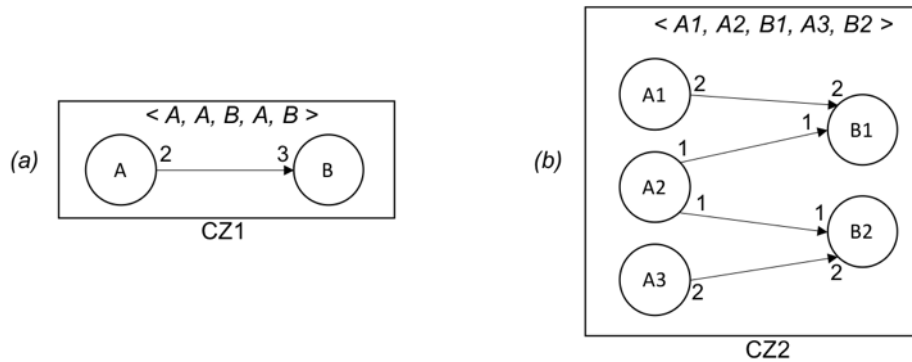 (a)
< A, A, B, A, B >
A
2
3
B
CZ1
(b)
< A1, A2, B1, A3, B2 >
A1
2
2
B1
1
1
A2
1
1
B2
A3
2
2
CZ2